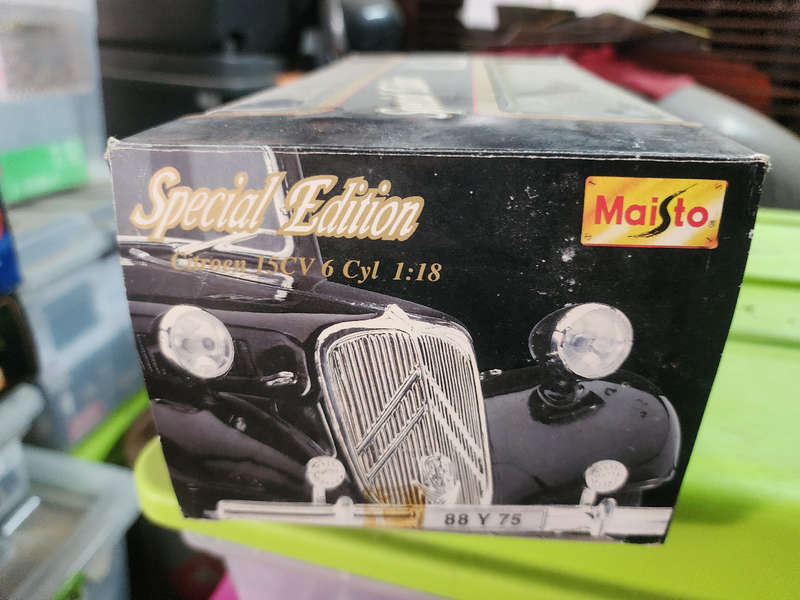 Special Edition
Maisto
Citroen 15CV 6 Cyl 1:18
88 Y 75